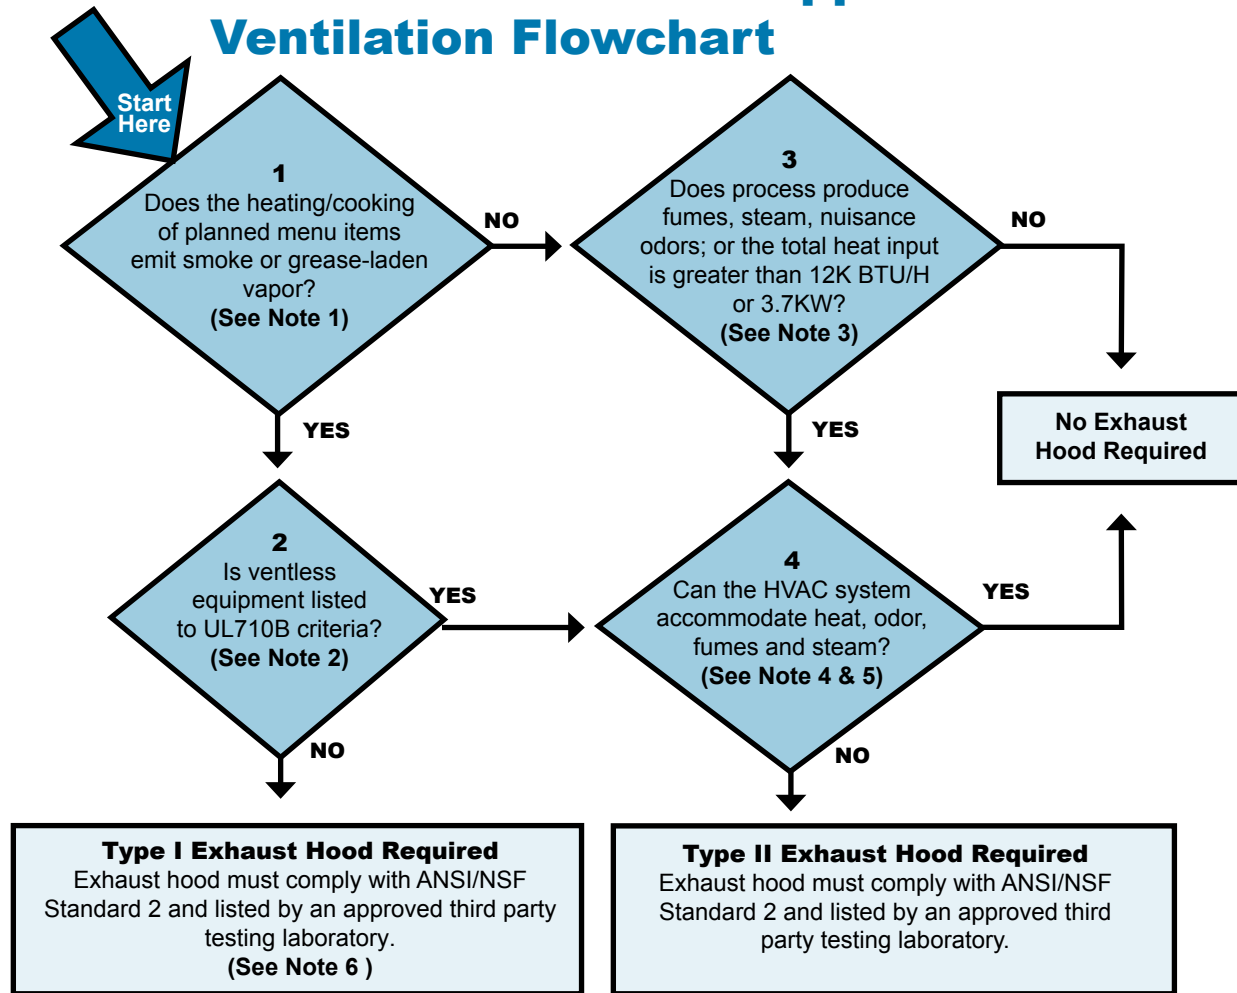 Ventilation Flowchart
Start
Here
1
Does the heating/cooking
of planned menu items
emit smoke or grease-laden
vapor?
(See Note 1)
NO
3
Does process produce
fumes, steam, nuisance
odors; or the total heat input
is greater than 12K BTU/H
or 3.7KW?
(See Note 3)
NO
YES
YES
No Exhaust
Hood Required
2
Is ventless
equipment listed
to UL710B criteria?
(See Note 2)
YES
4
Can the HVAC system
accommodate heat, odor,
fumes and steam?
(See Note 4 & 5)
YES
NO
NO
Type I Exhaust Hood Required
Exhaust hood must comply with ANSI/NSF
Standard 2 and listed by an approved third party
testing laboratory.
(See Note 6 )
Type II Exhaust Hood Required
Exhaust hood must comply with ANSI/NSF
Standard 2 and listed by an approved third
party testing laboratory.